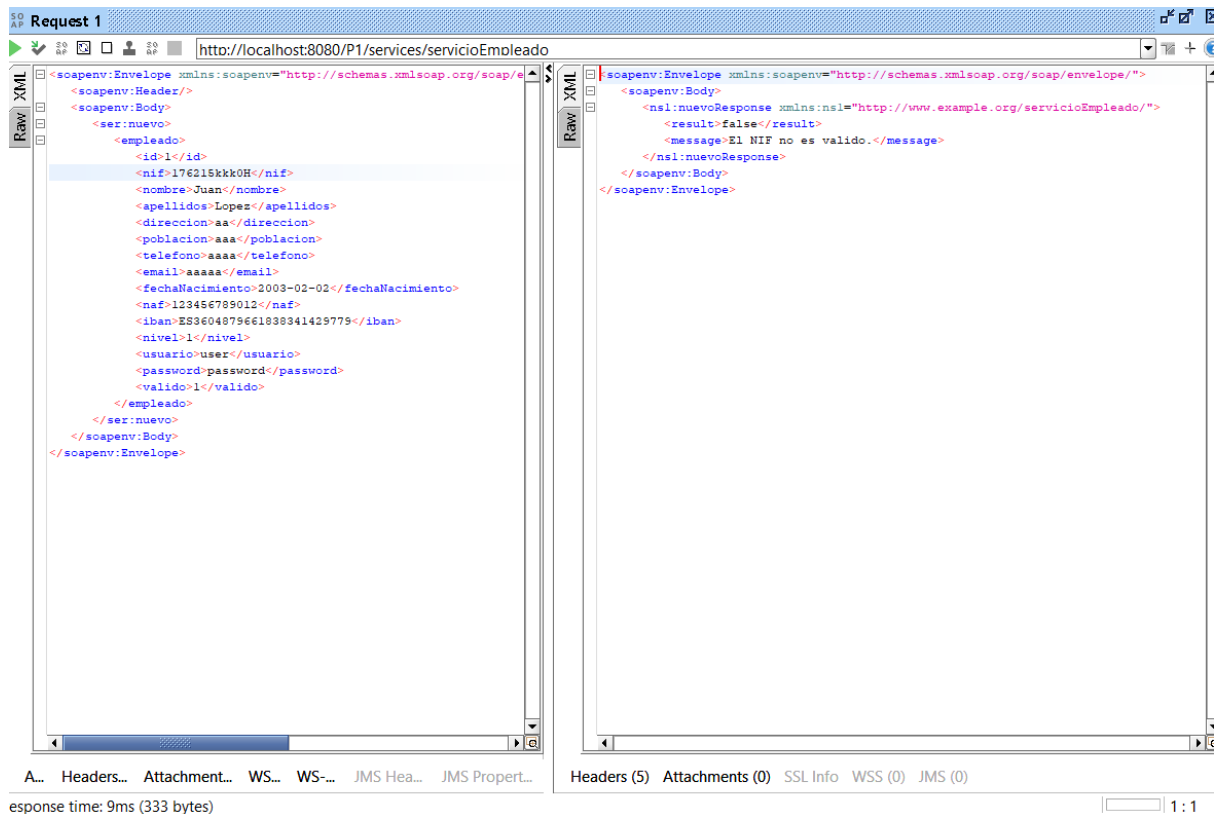 SO AP Request 1
http://localhost:8080/P1/services/servicioEmpleado
XML
Raw
<soapenv:Envelope xmlns:soapenv="http://schemas.xmlsoap.org/soap/e
<soapenv:Header/>
<soapenv:Body>
<ser:nuevo>
<empleado>
<id>1</id>
<nif>176215kkk0H</nif>
<nombre>Juan</nombre>
<apellidos>Lopez</apellidos>
<direccion>aa</direccion>
<poblacion>aaa</poblacion>
<telefono>aaaa</telefono>
<email>aaaaa</email>
<fechaNacimiento>2003-02-02</fechaNacimiento>
<naf>123456789012</naf>
<iban>ES3604879661838341429779</iban>
<nivel>1</nivel>
<usuario>user</usuario>
<password>password</password>
<valido>1</valido>
</empleado>
</ser:nuevo>
</soapenv:Body>
</soapenv:Envelope>
XML
Raw
<soapenv:Envelope xmlns:soapenv="http://schemas.xmlsoap.org/soap/envelope/">
<soapenv:Body>
<ns1:nuevoResponse xmlns:ns1="http://www.example.org/servicioEmpleado/">
<result>false</result>
<message>El NIF no es valido.</message>
</ns1:nuevoResponse>
</soapenv:Body>
</soapenv:Envelope>
A... Headers... Attachment... WS... WS-... JMS Hea... JMS Propert...
Headers (5) Attachments (0) SSL Info WSS (0) JMS (0)
esponse time: 9ms (333 bytes)
1 : 1